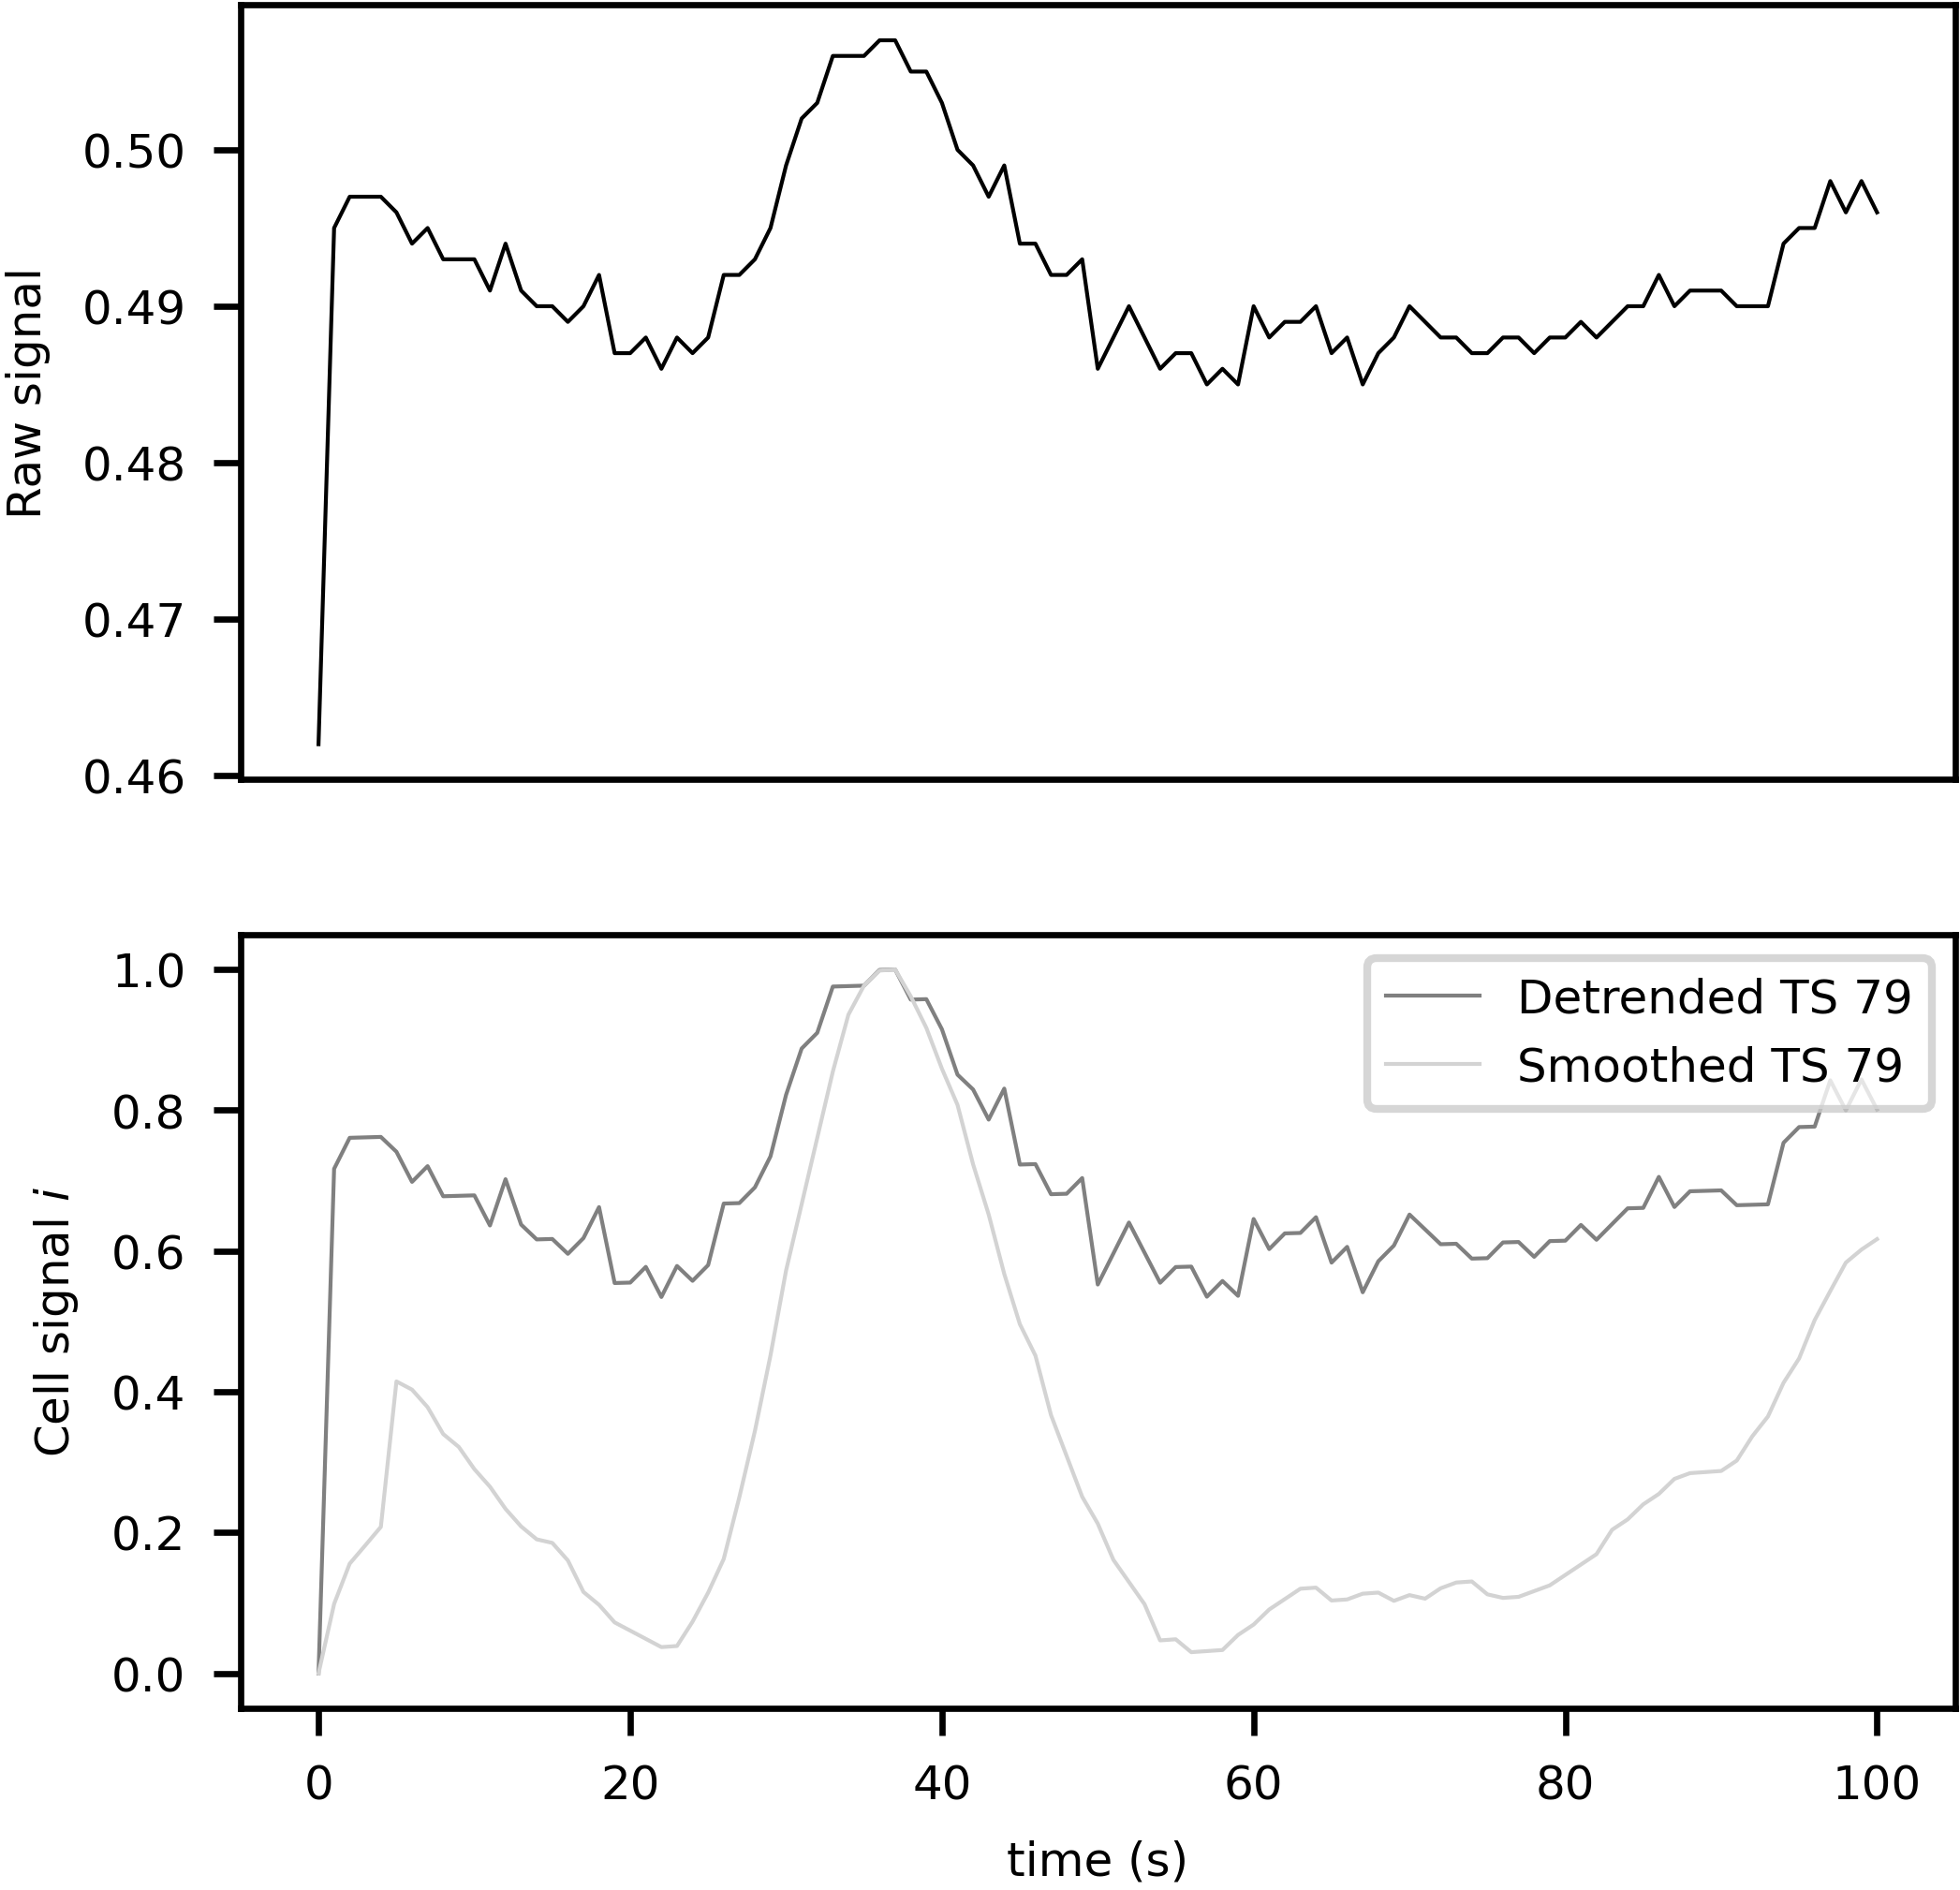 Raw signal
0.50
0.49
0.48
0.47
0.46
Cell signal i
1.0
0.8
0.6
0.4
0.2
0.0
Detrended TS 79
Smoothed TS 79
0 20 40 60 80 100
time (s)